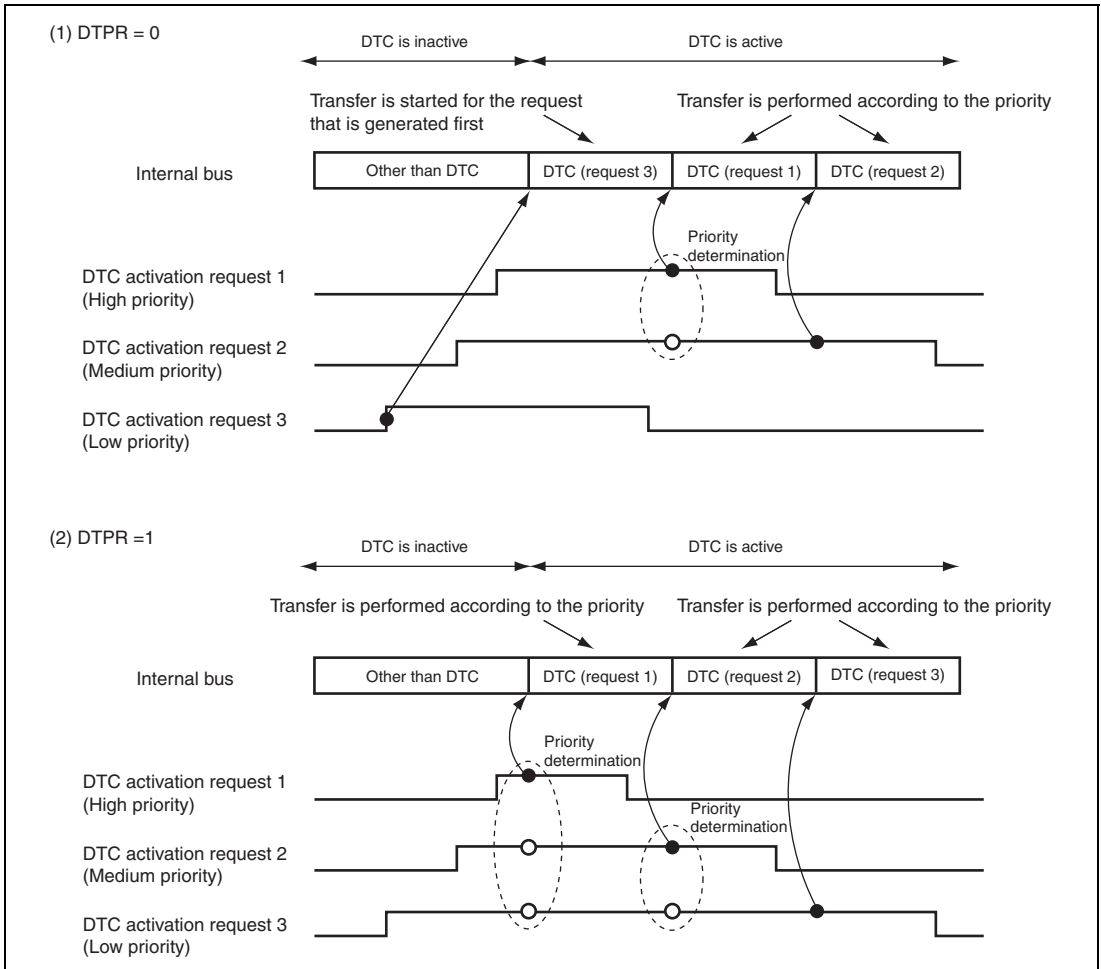 (1) DTPR = 0
DTC is inactive
DTC is active
Transfer is started for the request
that is generated first
Transfer is performed according to the priority
Internal bus
Other than DTC
DTC (request 3)
DTC (request 1)
DTC (request 2)
Priority
determination
DTC activation request 1
(High priority)
DTC activation request 2
(Medium priority)
DTC activation request 3
(Low priority)
(2) DTPR =1
DTC is inactive
DTC is active
Transfer is performed according to the priority
Transfer is performed according to the priority
Internal bus
Other than DTC
DTC (request 1)
DTC (request 2)
DTC (request 3)
Priority
determination
DTC activation request 1
(High priority)
Priority
determination
DTC activation request 2
(Medium priority)
DTC activation request 3
(Low priority)